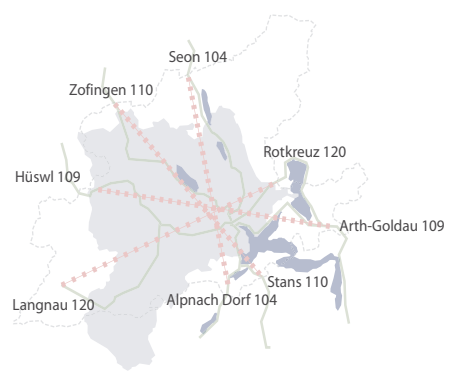 Seon 104
Zofingen 110
Rotkreuz 120
Hüswl 109
Arth-Goldau 109
Stans 110
Langnau 120
Alpnach Dorf 104